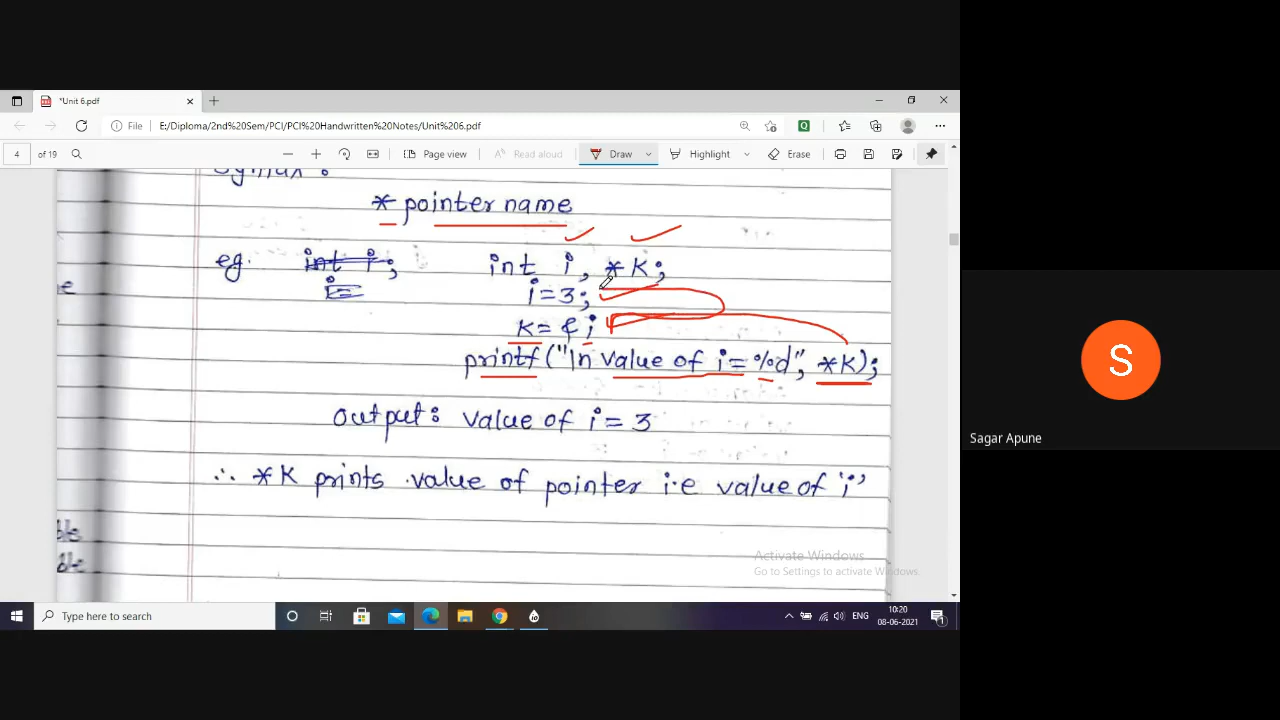 *Unit 6.pdf
File E:/Diploma/2nd%20Sem/PCI/PCI%20Handwritten%20Notes/Unit%206.pdf
4 of 19 Page view Read aloud Draw Highlight Erase
Syntax :
* pointer name
eg. int i; int i, *K;
i= i=3;
K= &i
printf("\n value of i= %d", *K);
output: value of i= 3
∴ *K prints value of pointer i.e value of 'i'
Activate Windows
Go to Settings to activate Windows.
S
Sagar Apune
Type here to search ENG 10:20
08-06-2021